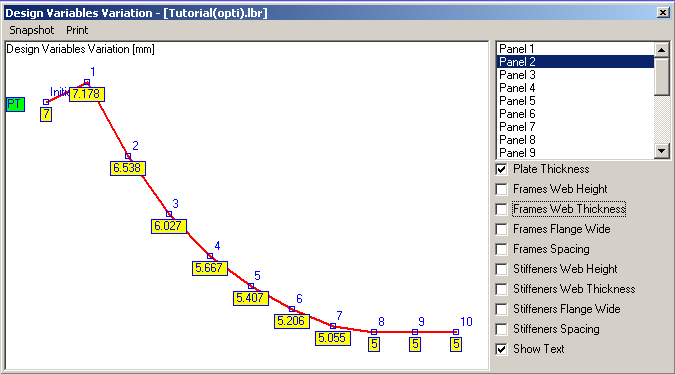 Design Variables Variation - [Tutorial(opti).lbr]
Snapshot Print
Design Variables Variation [mm]
PT
7
1
7.178
2
6.538
3
6.027
4
5.667
5
5.407
6
5.206
7
5.055
8
5
9
5
10
5
Panel 1
Panel 2
Panel 3
Panel 4
Panel 5
Panel 6
Panel 7
Panel 8
Panel 9
Plate Thickness
Frames Web Height
Frames Web Thickness
Frames Flange Wide
Frames Spacing
Stiffeners Web Height
Stiffeners Web Thickness
Stiffeners Flange Wide
Stiffeners Spacing
Show Text